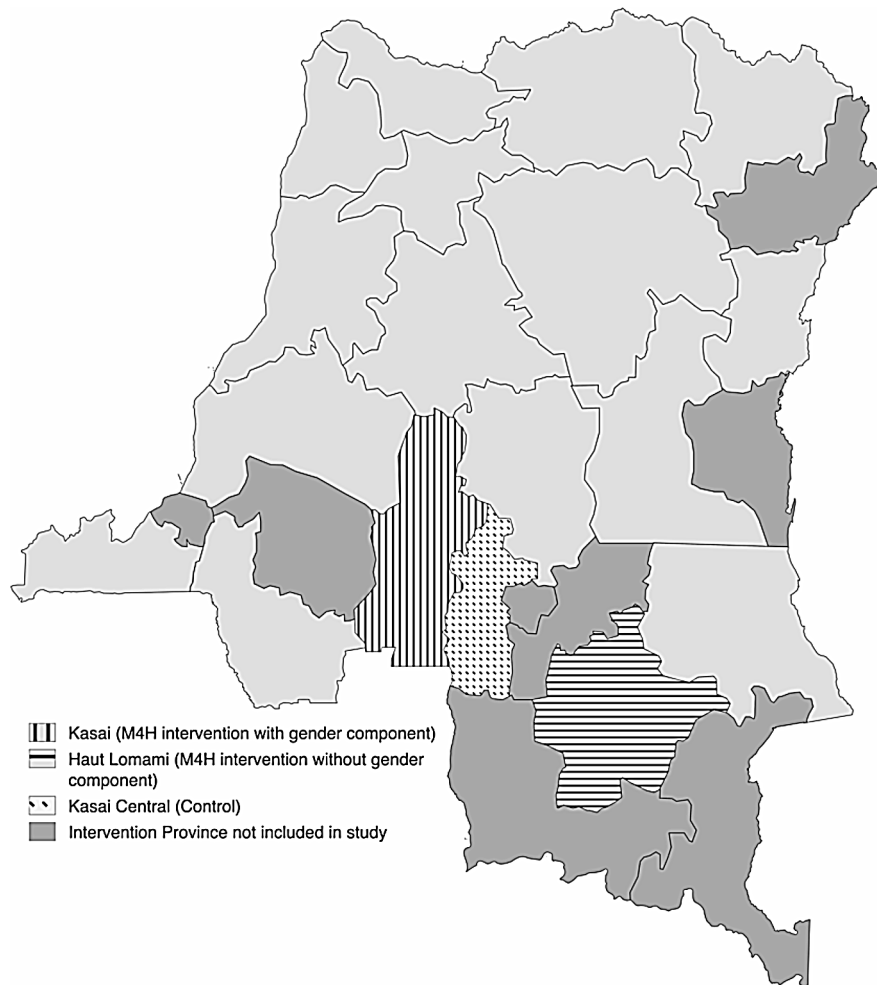 Kasai (M4H intervention with gender component)
Haut Lomami (M4H intervention without gender
component)
Kasai Central (Control)
Intervention Province not included in study